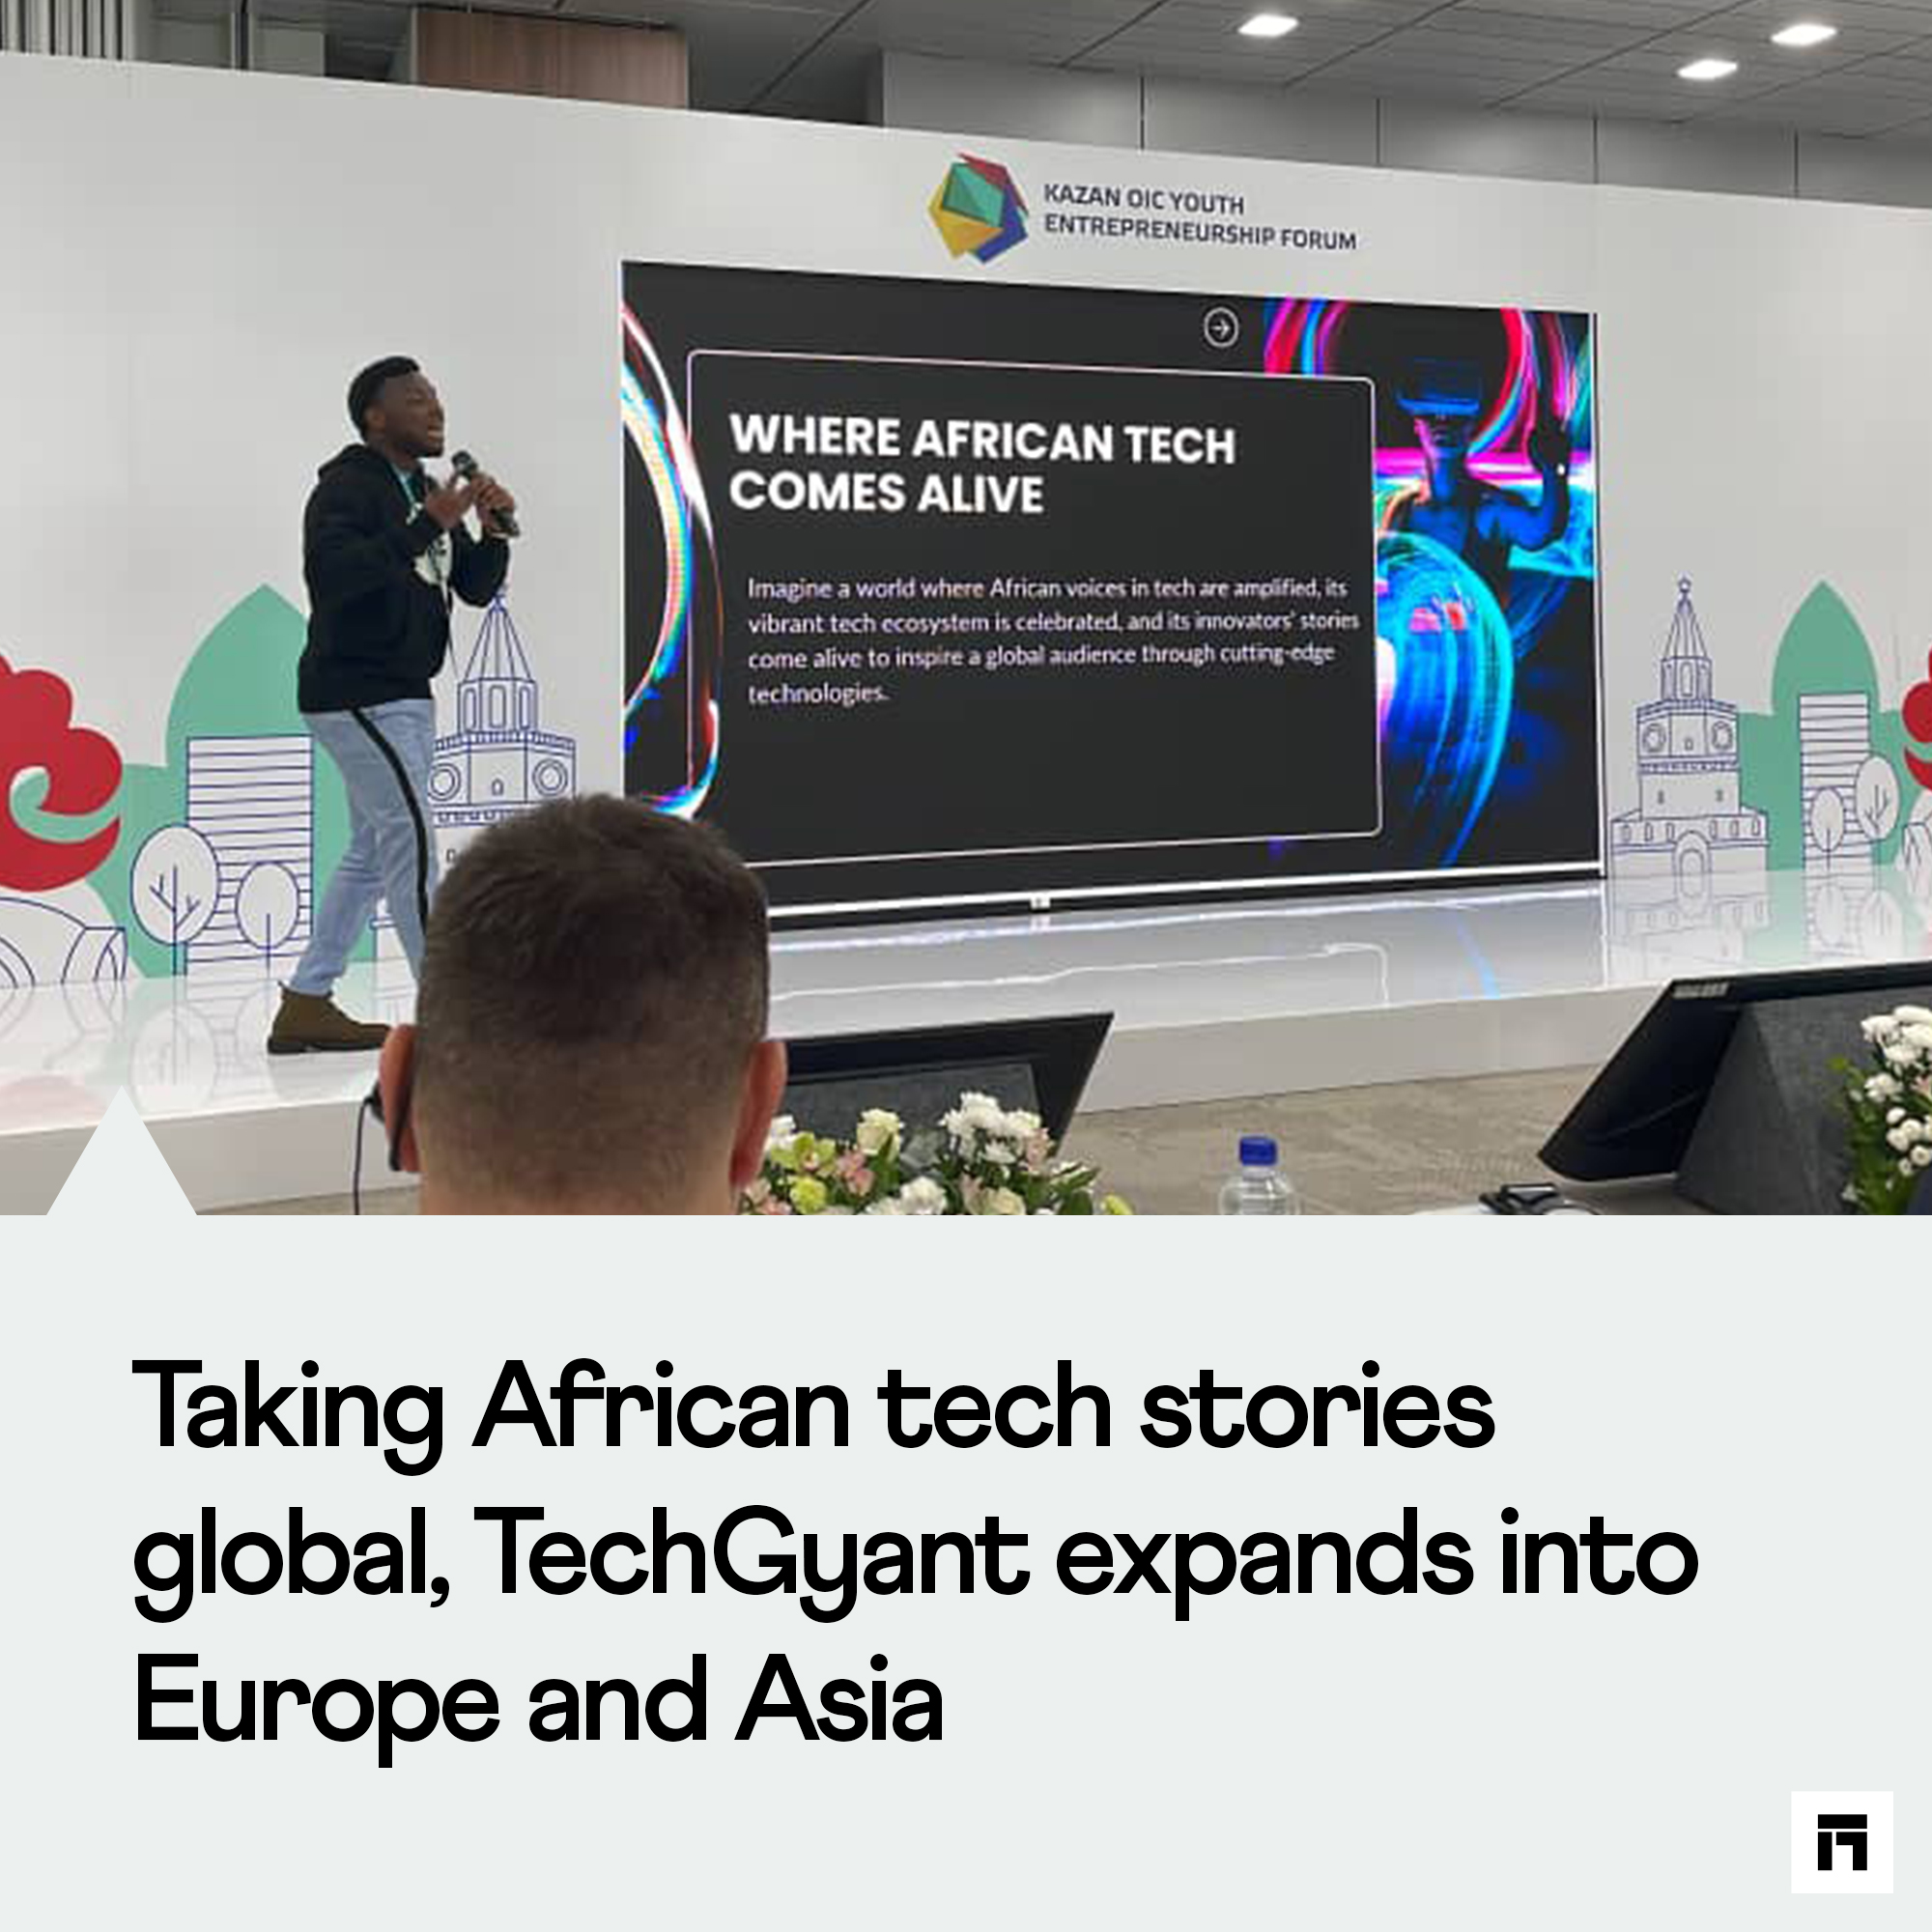 KAZAN OIC YOUTH
ENTREPRENEURSHIP FORUM
WHERE AFRICAN TECH
COMES ALIVE
Imagine a world where African voices in tech are amplified, its
vibrant tech ecosystem is celebrated, and its innovators' stories
come alive to inspire a global audience through cutting-edge
technologies.
Taking African tech stories
global, TechGyant expands into
Europe and Asia